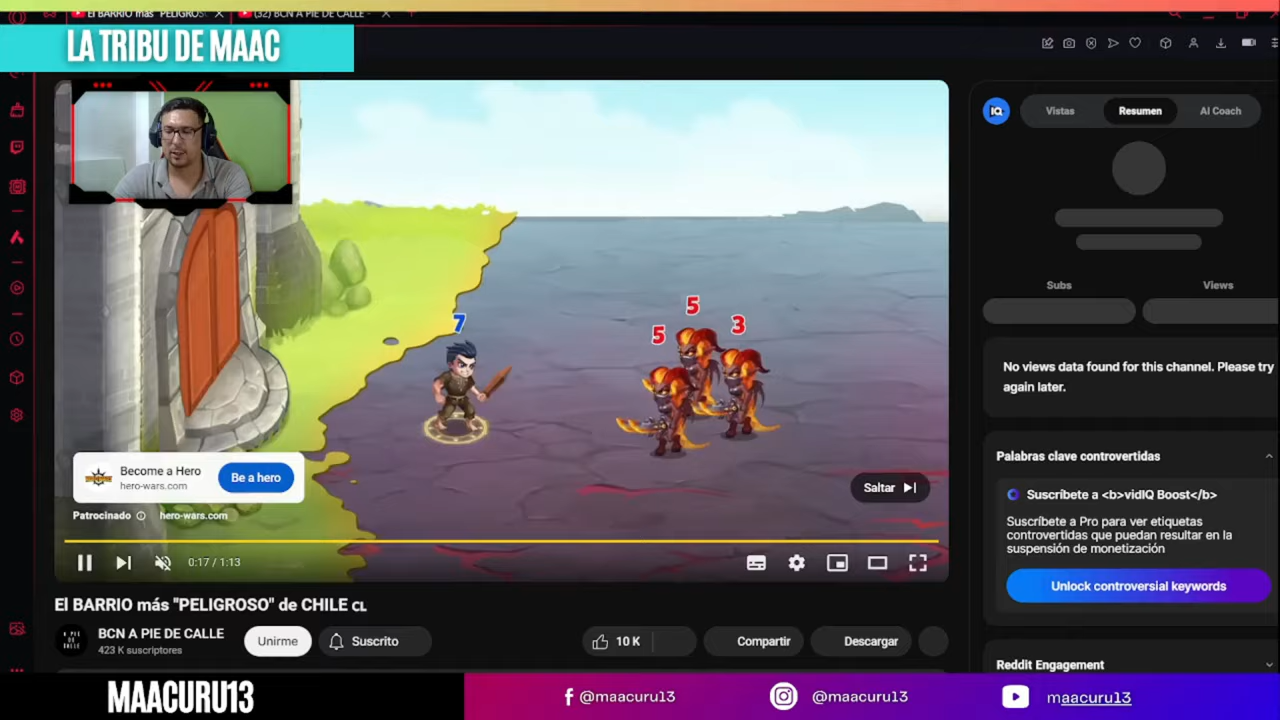 El BARRIO más "PELIGROSO
(32) BCN A PIE DE CALLE -
LA TRIBU DE MAAC
7
5
5
3
Become a Hero
hero-wars.com
Be a hero
Patrocinado
hero-wars.com
Saltar
0:17 / 1:13
El BARRIO más "PELIGROSO" de CHILE CL
A PIE
DE
CALLE
BCN A PIE DE CALLE
423 K suscriptores
Unirme
Suscrito
10 K
Compartir
Descargar
IQ
Vistas
Resumen
AI Coach
Subs
Views
No views data found for this channel. Please try
again later.
Palabras clave controvertidas
Suscríbete a <b>vidIQ Boost</b>
Suscríbete a Pro para ver etiquetas
controvertidas que puedan resultar en la
suspensión de monetización
Unlock controversial keywords
Reddit Engagement
MAACURU13
@maacuru13
@maacuru13
maacuru13